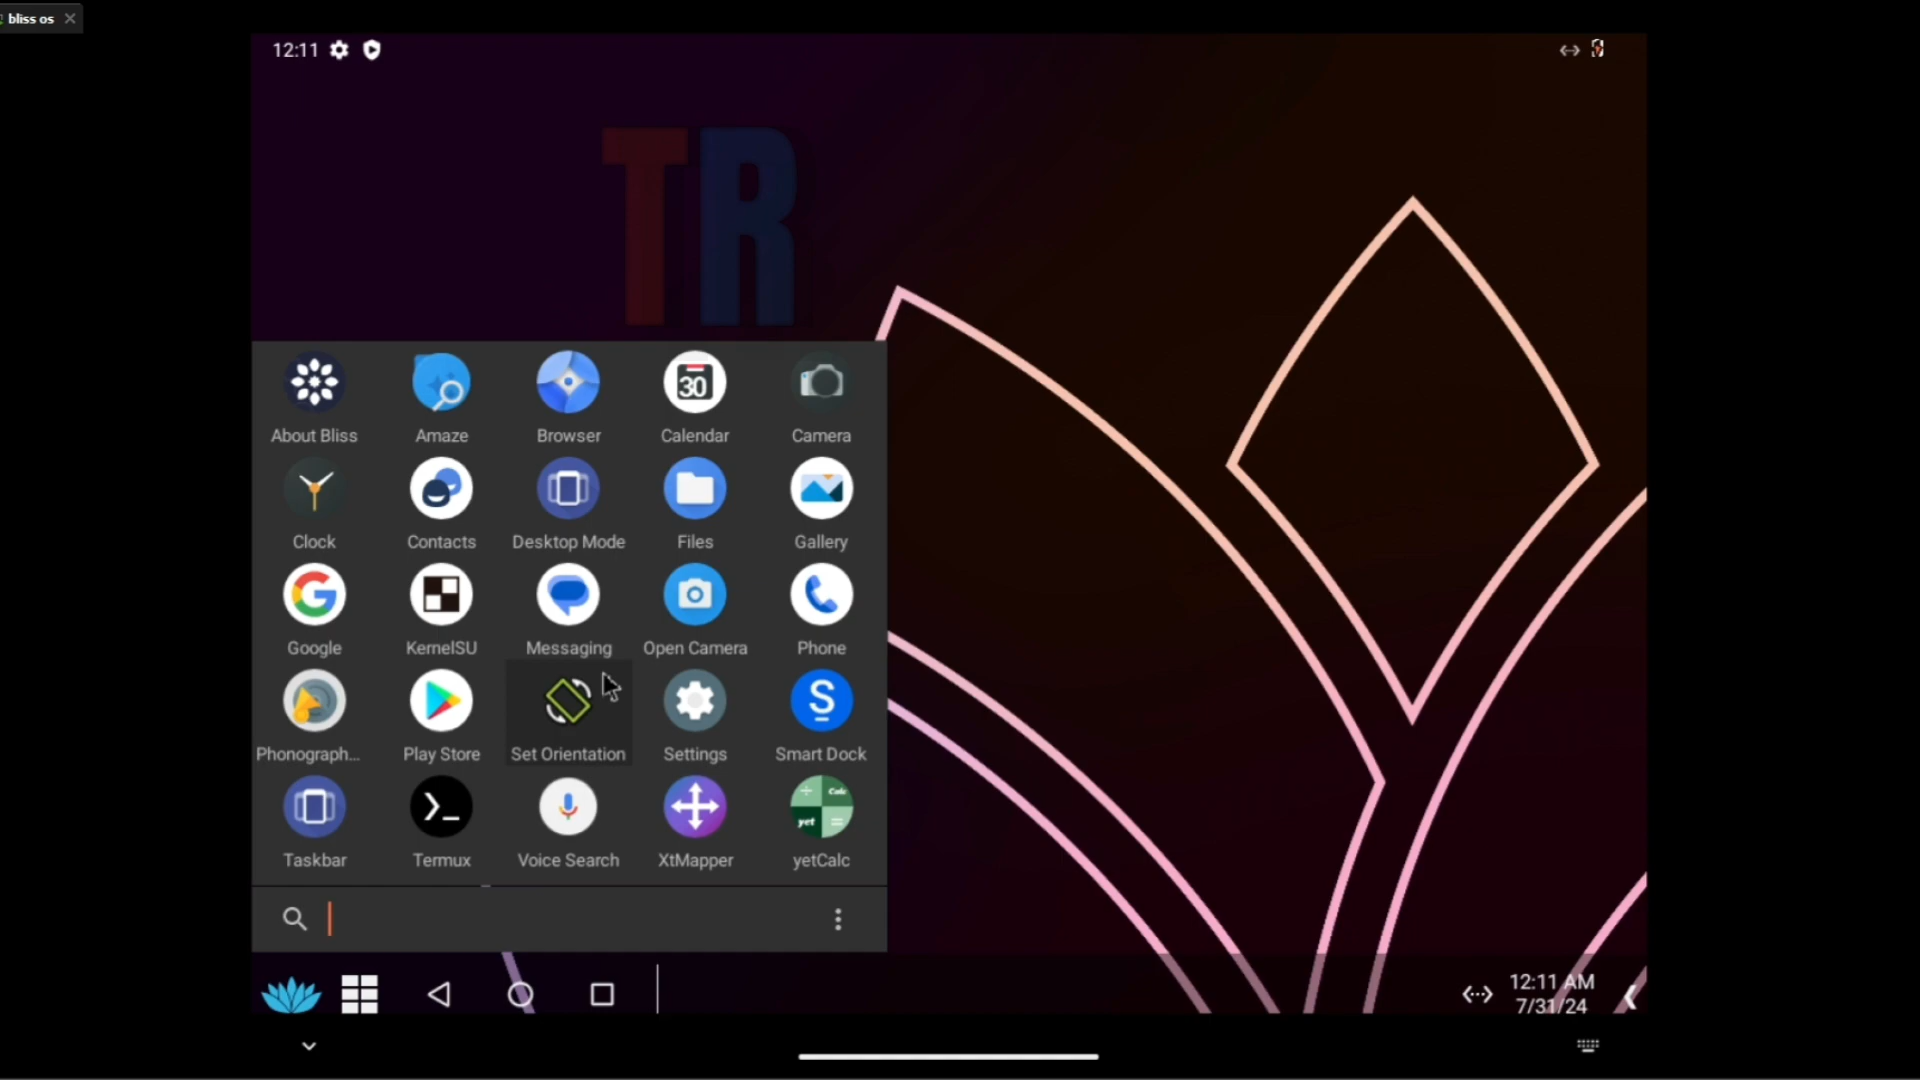 bliss os
12:11
TR
About Bliss
Amaze
Browser
30
Calendar
Camera
Clock
Contacts
Desktop Mode
Files
Gallery
Google
KernelSU
Messaging
Open Camera
Phone
Phonograph...
Play Store
Set Orientation
Settings
S
Smart Dock
Taskbar
Termux
Voice Search
XtMapper
Calc
yet
yetCalc
12:11 AM
7/31/24